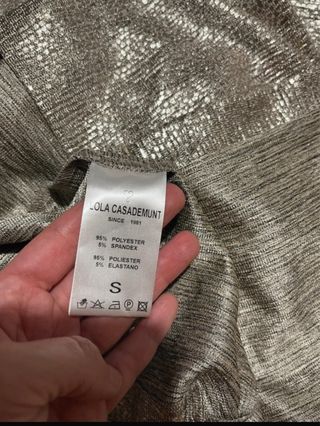 LOLA CASADEMUNT
SINCE 1981
95% POLYESTER
5% SPANDEX
95% POLIESTER
5% ELASTANO
S